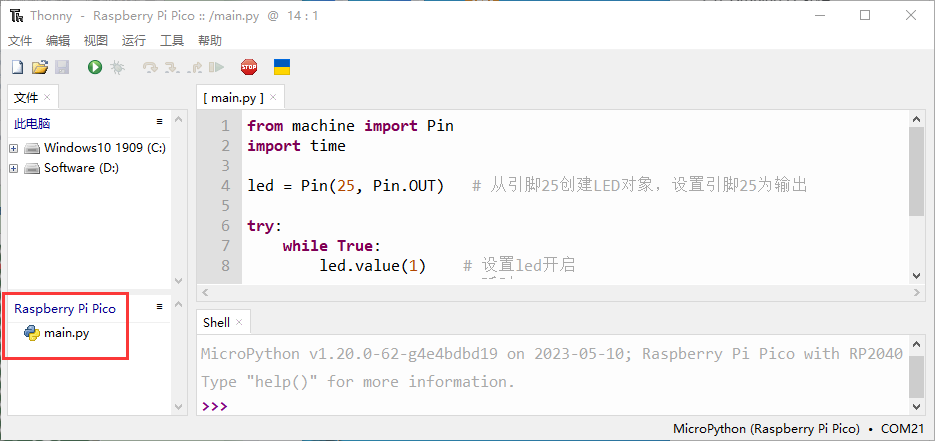 Thonny - Raspberry Pi Pico :: /main.py @ 14 : 1
文件 编辑 视图 运行 工具 帮助
STOP
文件 ×
此电脑 ≡
Windows10 1909 (C:)
Software (D:)
Raspberry Pi Pico ≡
main.py
[ main.py ] ×
1 from machine import Pin
2 import time
3
4 led = Pin(25, Pin.OUT) # 从引脚25创建LED对象，设置引脚25为输出
5
6 try:
7 while True:
8 led.value(1) # 设置led开启
Shell ×
MicroPython v1.20.0-62-g4e4bdbd19 on 2023-05-10; Raspberry Pi Pico with RP2040
Type "help()" for more information.
>>>
MicroPython (Raspberry Pi Pico) • COM21